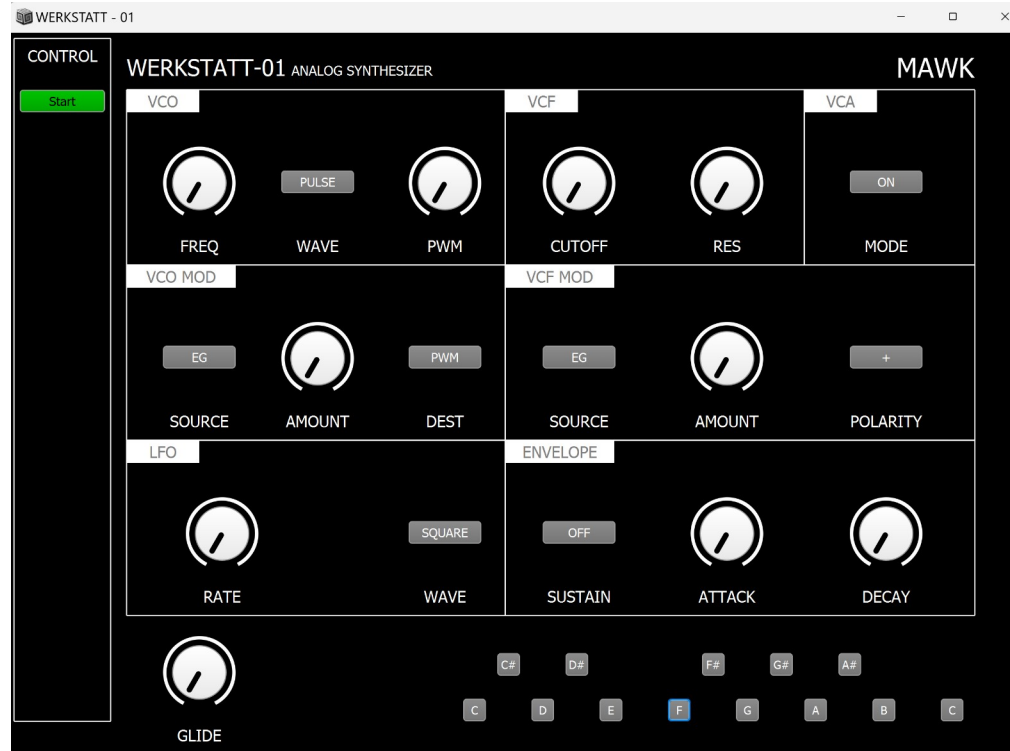 WERKSTATT - 01
CONTROL
Start
WERKSTATT-01 ANALOG SYNTHESIZER
MAWK
VCO
VCF
VCA
PULSE
ON
FREQ WAVE PWM
CUTOFF RES
MODE
VCO MOD
VCF MOD
EG PWM
EG +
SOURCE AMOUNT DEST
SOURCE AMOUNT POLARITY
LFO
ENVELOPE
SQUARE
OFF
RATE WAVE
SUSTAIN ATTACK DECAY
C# D# F# G# A#
C D E F G A B C
GLIDE